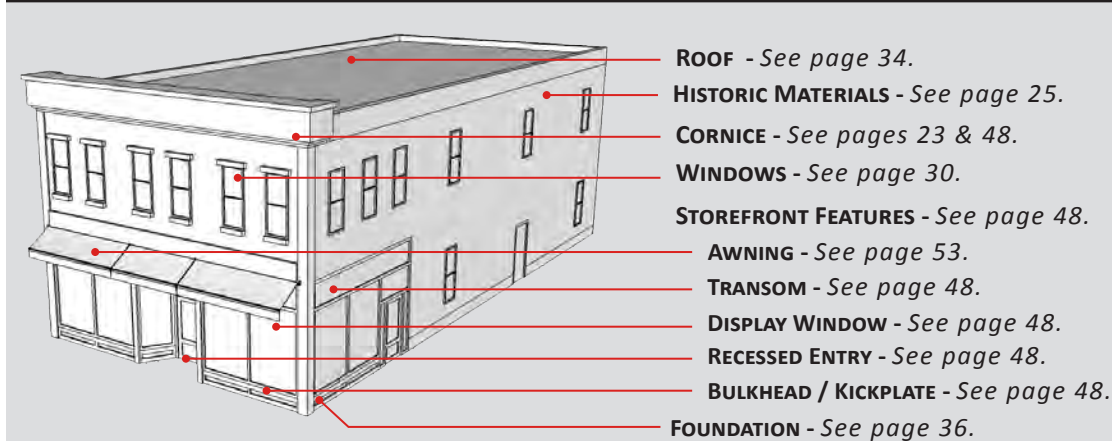 ROOF - See page 34.
HISTORIC MATERIALS - See page 25.
CORNICE - See pages 23 & 48.
WINDOWS - See page 30.
STOREFRONT FEATURES - See page 48.
AWNING - See page 53.
TRANSOM - See page 48.
DISPLAY WINDOW - See page 48.
RECESSED ENTRY - See page 48.
BULKHEAD / KICKPLATE - See page 48.
FOUNDATION - See page 36.